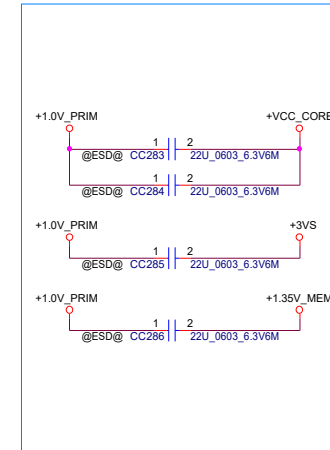 +1.0V_PRIM +VCC_CORE
1 2
@ESD@ CC283 22U_0603_6.3V6M
1 2
@ESD@ CC284 22U_0603_6.3V6M
+1.0V_PRIM +3VS
1 2
@ESD@ CC285 22U_0603_6.3V6M
+1.0V_PRIM +1.35V_MEM
1 2
@ESD@ CC286 22U_0603_6.3V6M